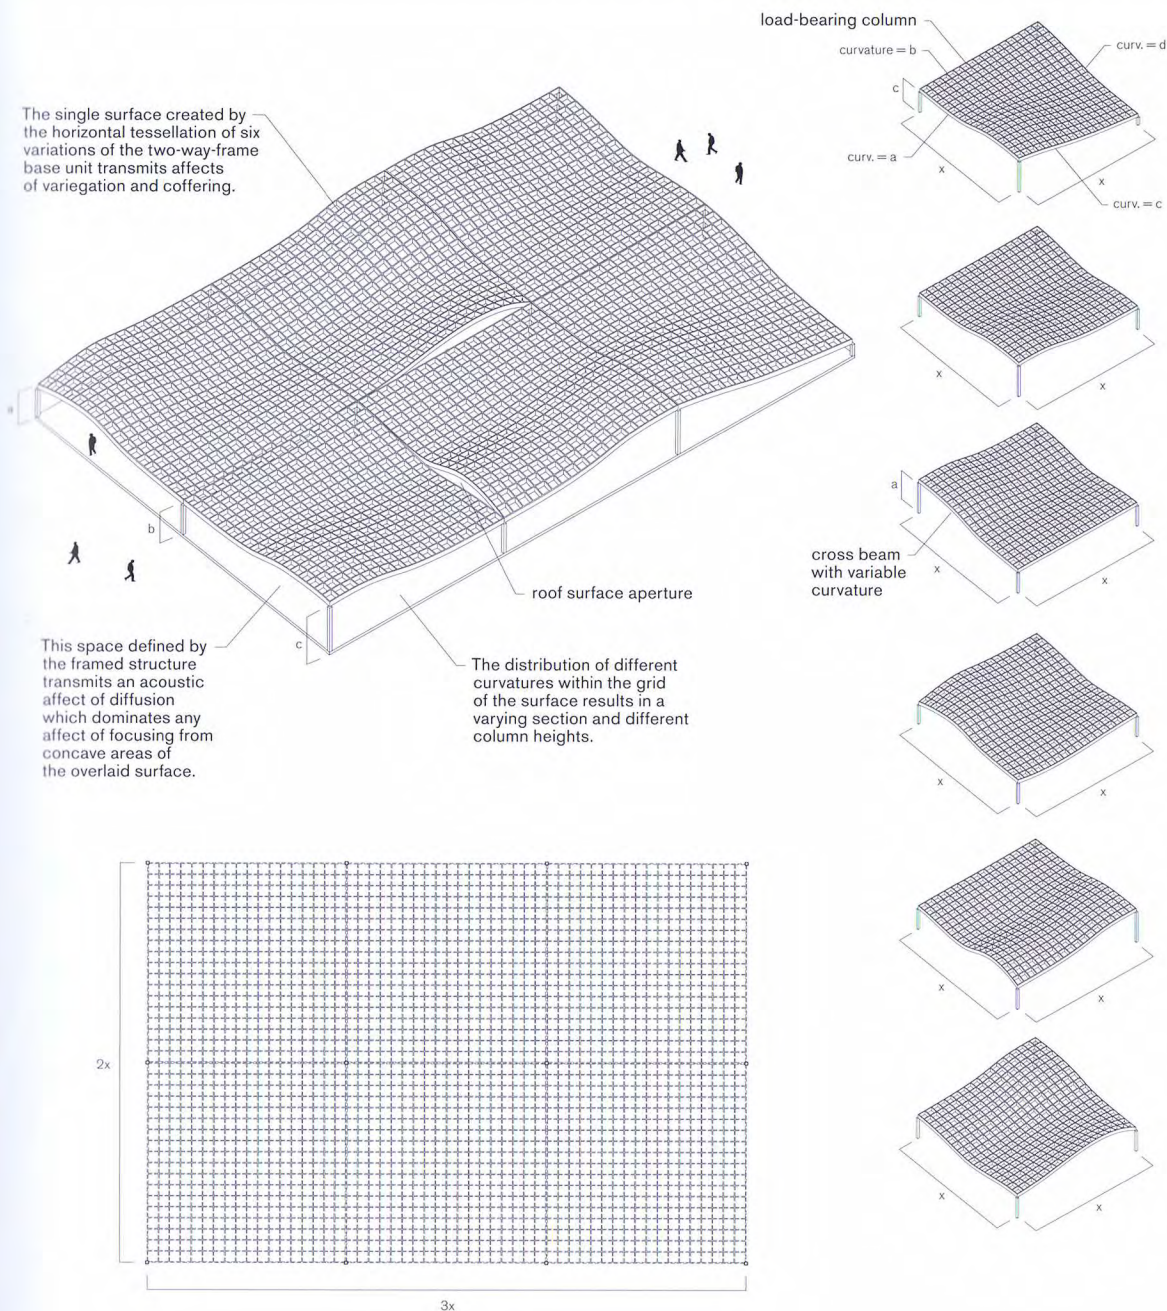 load-bearing column
curvature = b
curv. = d
c
curv. = a
x
x
curv. = c
The single surface created by
the horizontal tessellation of six
variations of the two-way-frame
base unit transmits affects
of variegation and coffering.
x
x
a
b
c
a
cross beam
with variable
curvature
x
x
roof surface aperture
This space defined by
the framed structure
transmits an acoustic
affect of diffusion
which dominates any
affect of focusing from
concave areas of
the overlaid surface.
The distribution of different
curvatures within the grid
of the surface results in a
varying section and different
column heights.
x
x
x
x
x
x
2x
3x